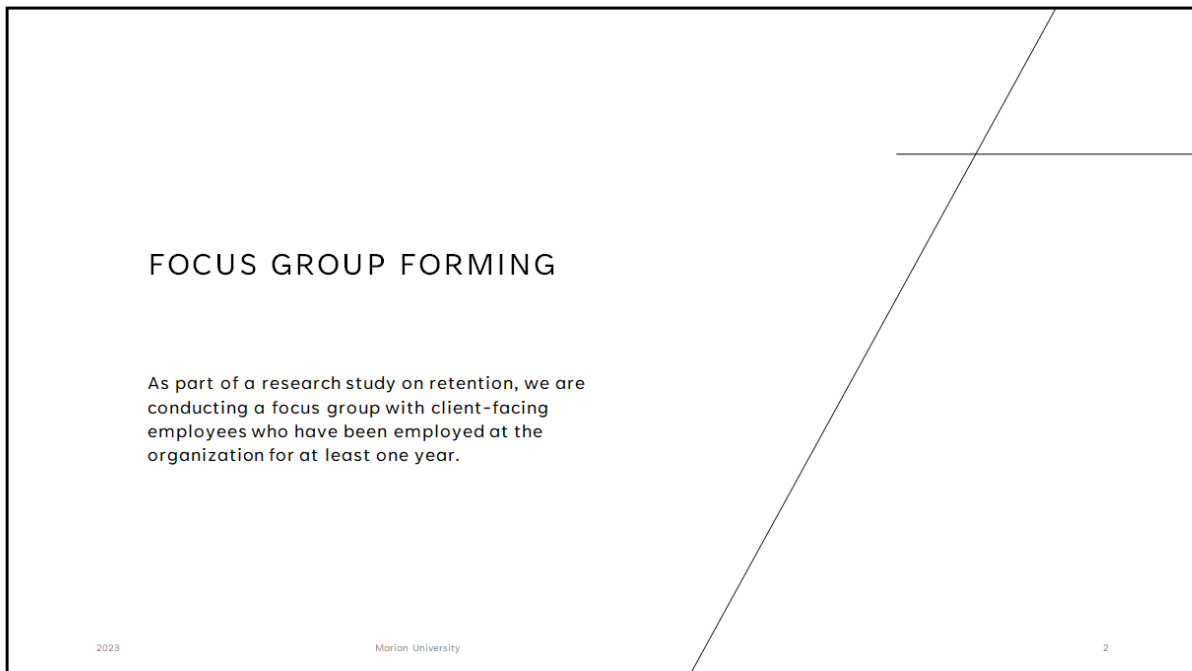 FOCUS GROUP FORMING
As part of a research study on retention, we are
conducting a focus group with client-facing
employees who have been employed at the
organization for at least one year.
2023
Marian University
2